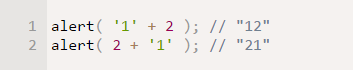 1 alert( '1' + 2 ); // "12"
2 alert( 2 + '1' ); // "21"